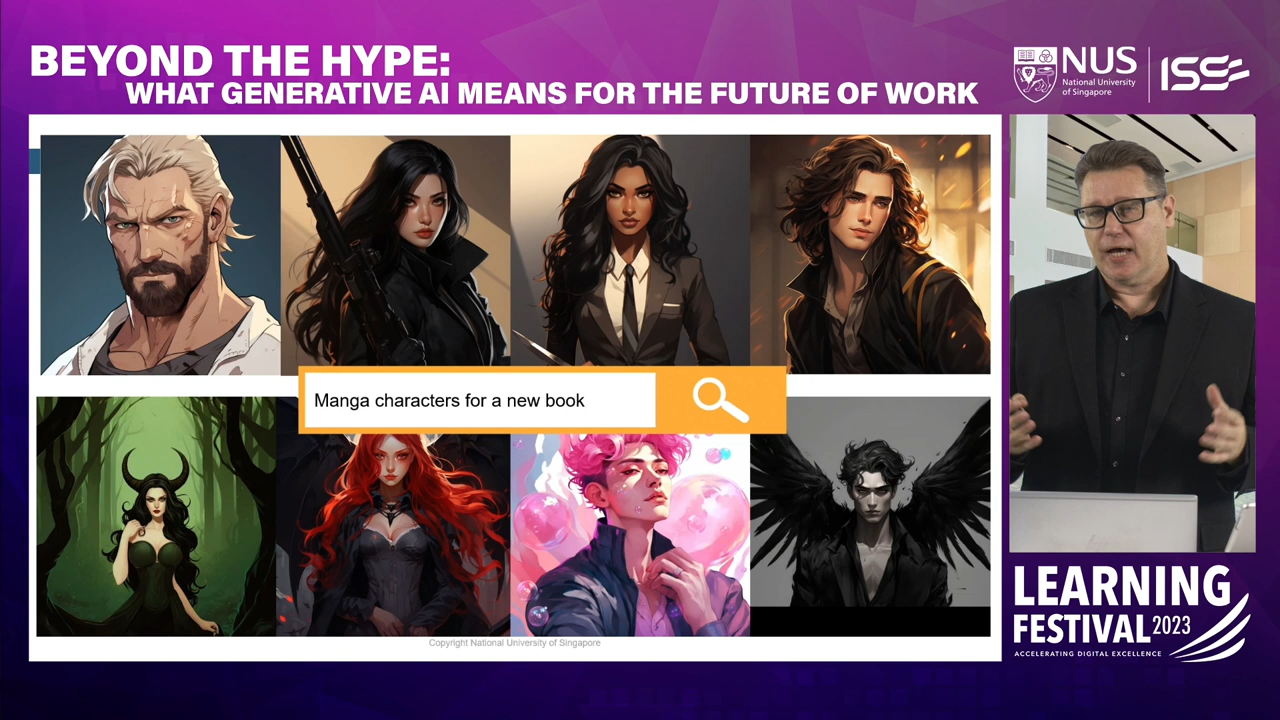 BEYOND THE HYPE:
WHAT GENERATIVE AI MEANS FOR THE FUTURE OF WORK
NUS
National University
of Singapore
ISS
Manga characters for a new book
Copyright National University of Singapore
LEARNING
FESTIVAL 2023
ACCELERATING DIGITAL EXCELLENCE